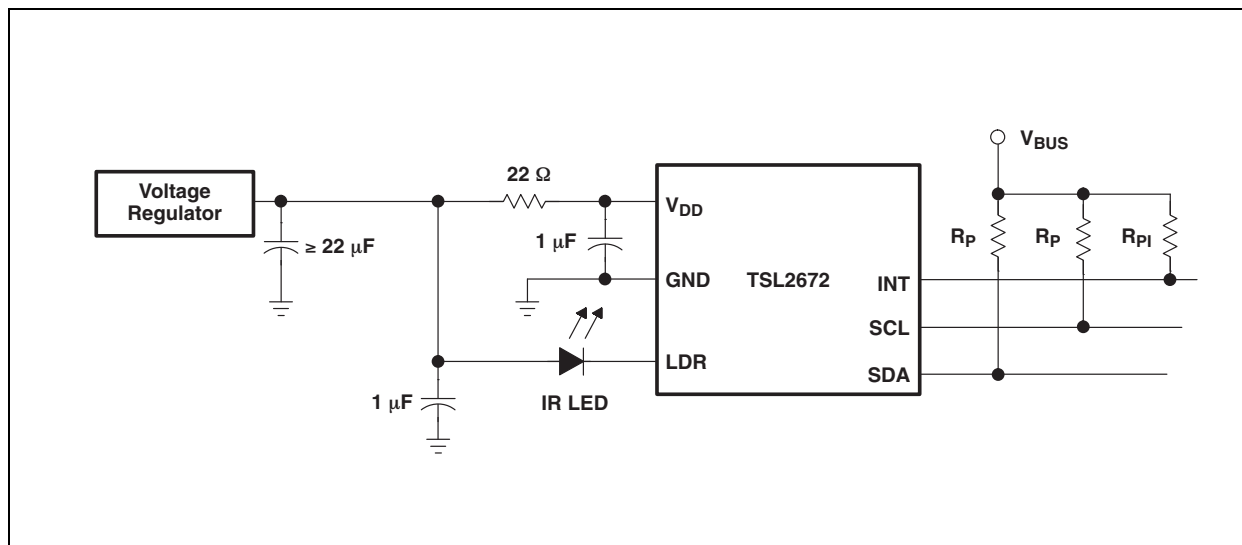 Voltage
Regulator
≥ 22 μF
22 Ω
1 μF
1 μF
IR LED
V_DD
GND
LDR
TSL2672
INT
SCL
SDA
V_BUS
R_P
R_P
R_PI